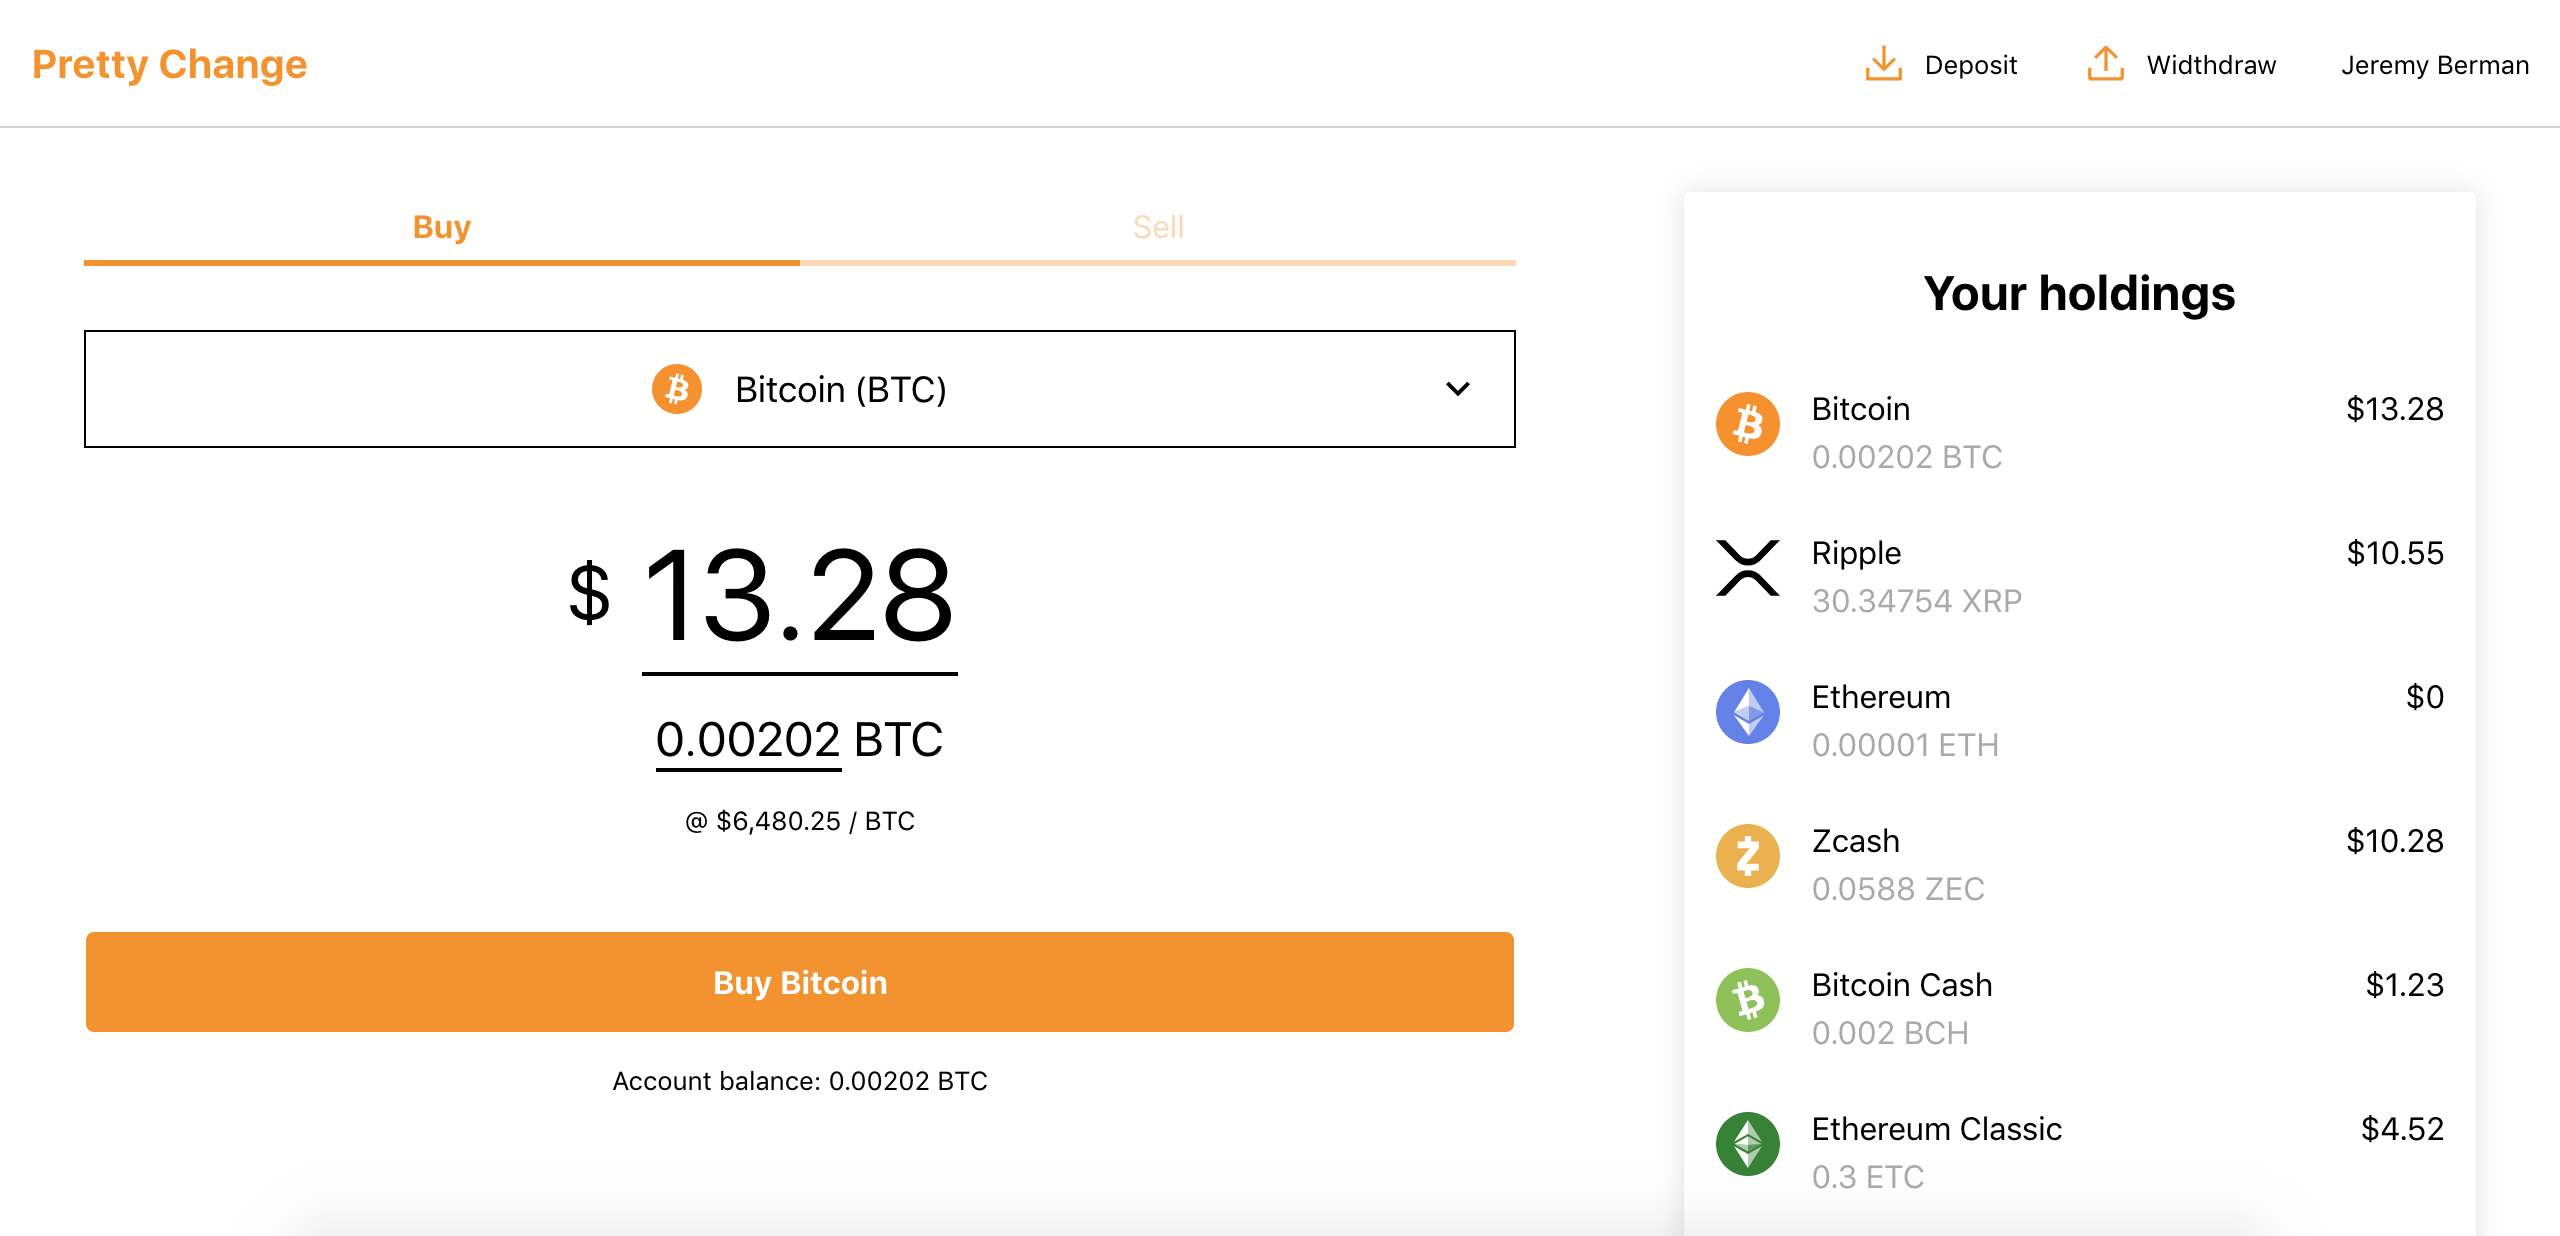 Pretty Change
Deposit
Widthdraw
Jeremy Berman
Buy
Sell
Bitcoin (BTC)
$ 13.28
0.00202 BTC
@ $6,480.25 / BTC
Buy Bitcoin
Account balance: 0.00202 BTC
Your holdings
Bitcoin $13.28
0.00202 BTC
Ripple $10.55
30.34754 XRP
Ethereum $0
0.00001 ETH
Zcash $10.28
0.0588 ZEC
Bitcoin Cash $1.23
0.002 BCH
Ethereum Classic $4.52
0.3 ETC